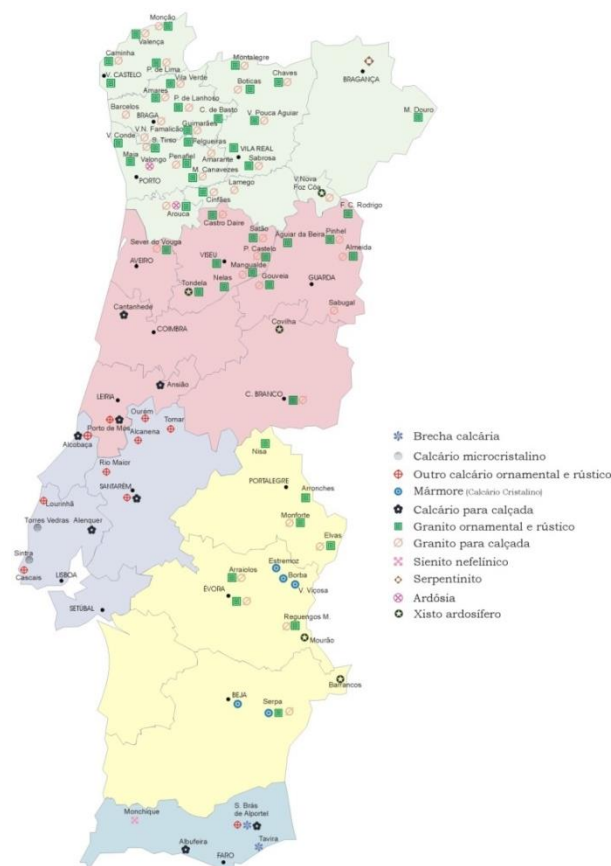 Monção
Valença
Caminha
P. de Lima
V. CASTELO
Vila Verde
Amares
P. de Lanhoso
Montalegre
Boticas
Chaves
BRAGANÇA
M. Douro
Barcelos
BRAGA
C. de Basto
V. Pouca Aguiar
Guimarães
V.N. Famalicão
V. Conde
S. Tirso
Felgueiras
Maia
Valongo
Penafiel
Amarante
VILA REAL
Sabrosa
M. Canavezes
PORTO
Lamego
V.Nova
Foz Côa
Cinfães
Arouca
Castro Daire
F. C. Rodrigo
Sever do Vouga
Satão
Aguiar da Beira
Pinhel
Almeida
AVEIRO
VISEU
P. Castelo
Mangualde
Gouveia
GUARDA
Tondela
Nelas
Sabugal
Cantanhede
Covilha
COIMBRA
Ansião
LEIRIA
C. BRANCO
Ourém
Porto de Mós
Tomar
Alcobaça
Alcanena
Rio Maior
SANTARÉM
Nisa
PORTALEGRE
Arronches
Lourinhã
Torres Vedras
Alenquer
Monforte
Elvas
Sintra
Cascais
LISBOA
Estremoz
Borba
V. Viçosa
Arraiolos
ÉVORA
SETÚBAL
Reguengos M.
Mourão
Barrancos
BEJA
Serpa
Monchique
S. Brás
de Alportel
Albufeira
Tavira
FARO
Brecha calcária
Calcário microcristalino
Outro calcário ornamental e rústico
Mármore (Calcário Cristalino)
Calcário para calçada
Granito ornamental e rústico
Granito para calçada
Sienito nefelínico
Serpentinito
Ardósia
Xisto ardosífero